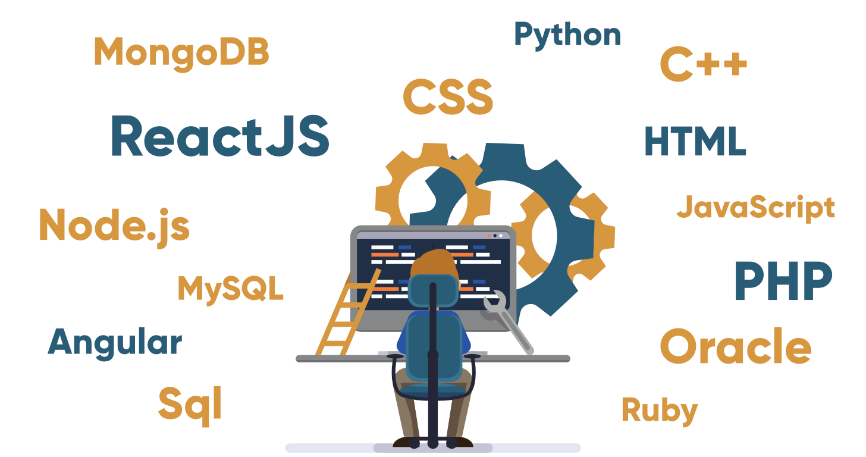 Python
MongoDB
C++
CSS
ReactJS
HTML
JavaScript
Node.js
PHP
MySQL
Angular
Oracle
Sql
Ruby